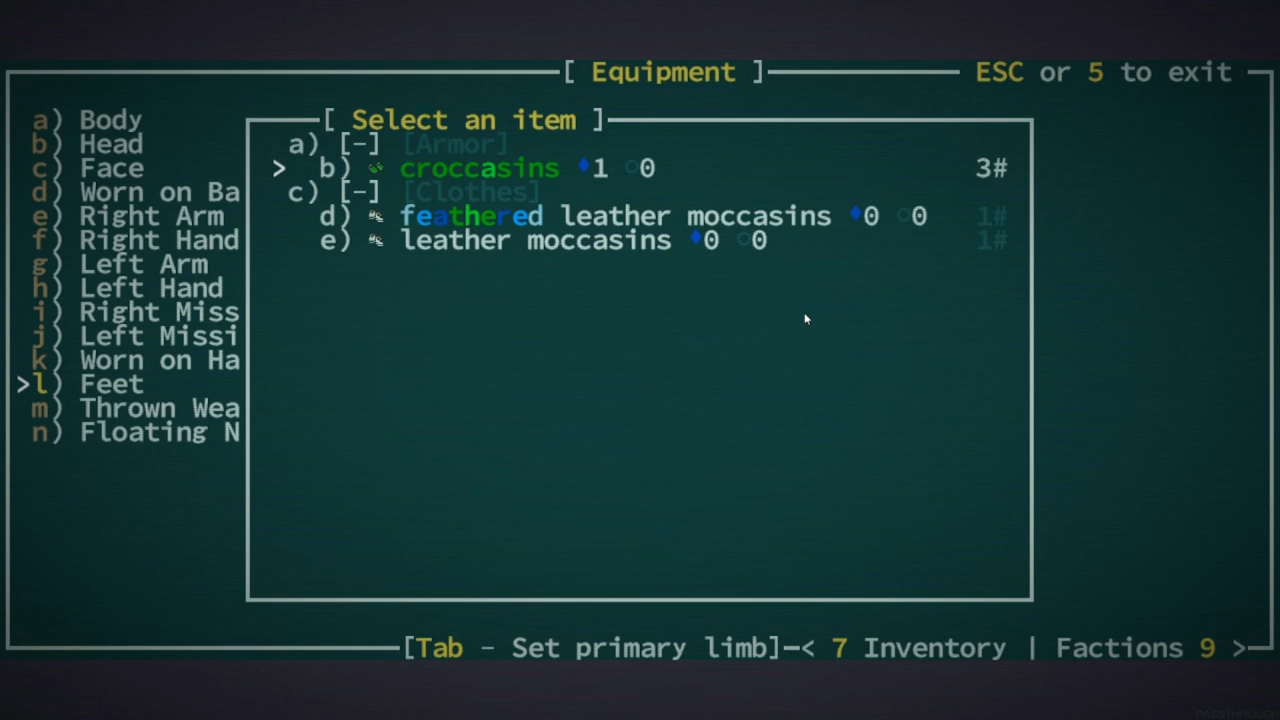 [ Equipment ] ESC or 5 to exit
a) Body
b) Head
c) Face
d) Worn on Ba
e) Right Arm
f) Right Hand
g) Left Arm
h) Left Hand
i) Right Miss
j) Left Missi
k) Worn on Ha
>l) Feet
m) Thrown Wea
n) Floating N
[ Select an item ]
a) [-] [Armor]
> b) croccasins ♦1 ○0 3#
c) [-] [Clothes]
d) feathered leather moccasins ♦0 ○0 1#
e) leather moccasins ♦0 ○0 1#
[Tab - Set primary limb]-< 7 Inventory | Factions 9 >